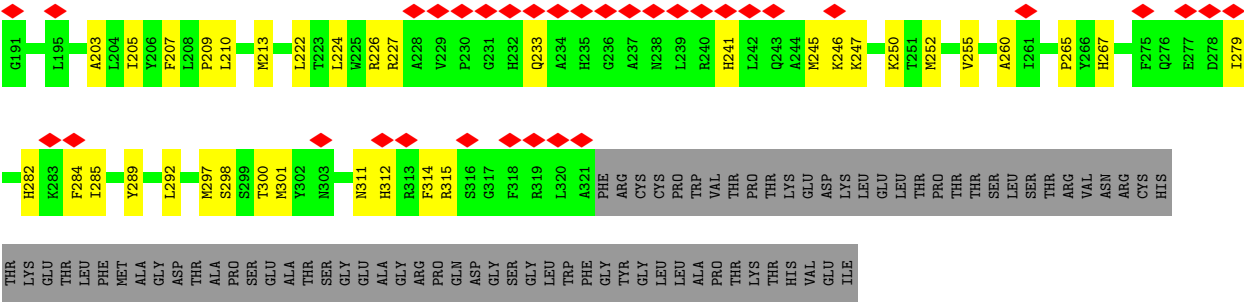 G191 L195 A203 L204 I205 Y206 F207 L208 P209 L210 M213 L222 T223 L224 W225 R226 R227 A228 V229 P230 G231 H232 Q233 A234 H235 G236 A237 N238 L239 R240 H241 L242 Q243 A244 M245 K246 K247 K250 T251 M252 V255 A260 I261 P265 Y266 H267 F275 Q276 E277 D278 I279
H282 K283 F284 I285 Y289 L292 M297 S298 S299 T300 M301 Y302 N303 N311 H312 R313 F314 R315 S316 G317 F318 R319 L320 A321 PHE ARG CYS CYS PRO TRP VAL THR PRO THR LYS GLU ASP LYS LEU GLU LEU THR PRO THR THR SER LEU SER THR ARG VAL ASN ARG CYS HIS
THR LYS GLU THR LEU PHE MET ALA GLY ASP THR ALA PRO SER GLU ALA THR SER GLY GLU ALA GLY ARG PRO GLN ASP GLY SER GLY LEU TRP PHE GLY TYR GLY LEU LEU ALA PRO THR LYS THR HIS VAL GLU ILE